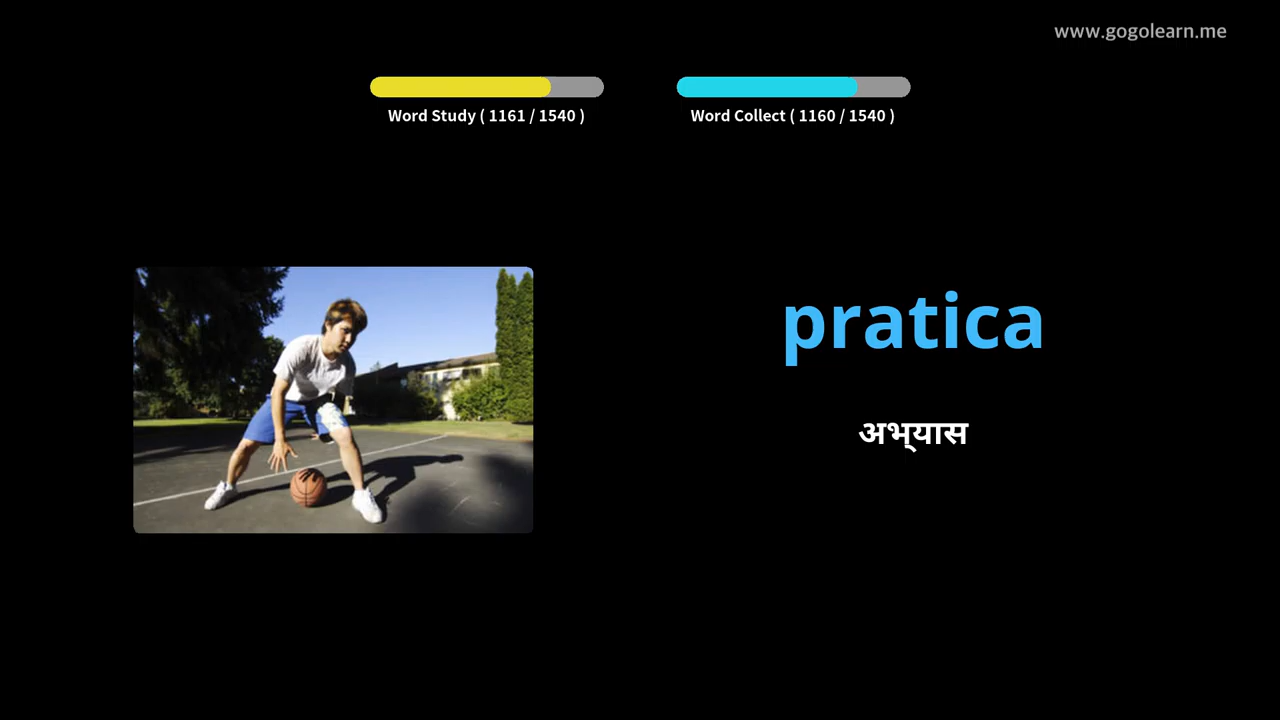 www.gogolearn.me
Word Study ( 1161 / 1540 )
Word Collect ( 1160 / 1540 )
pratica
अभ्यास